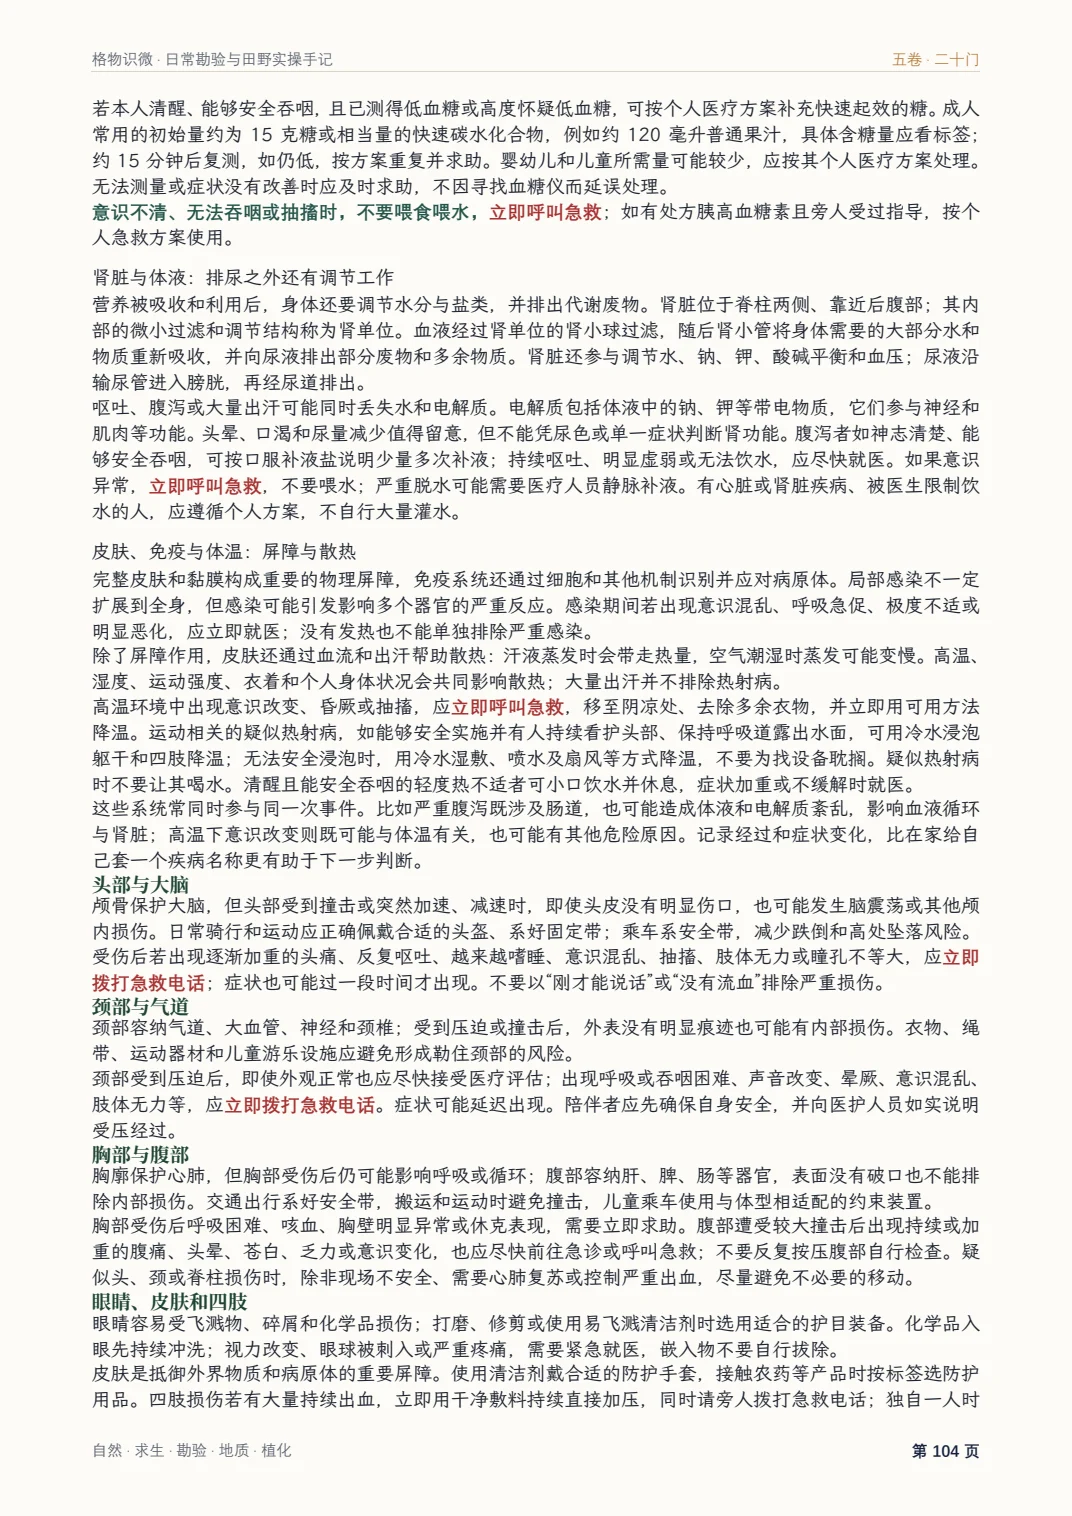 格物识微 · 日常勘验与田野实操手记
五卷 · 二十门
若本人清醒、能够安全吞咽，且已测得低血糖或高度怀疑低血糖，可按个人医疗方案补充快速起效的糖。成人
常用的初始量约为 15 克糖或相当量的快速碳水化合物，例如约 120 毫升普通果汁，具体含糖量应看标签；
约 15 分钟后复测，如仍低，按方案重复并求助。婴幼儿和儿童所需量可能较少，应按其个人医疗方案处理。
无法测量或症状没有改善时应及时求助，不因寻找血糖仪而延误处理。
意识不清、无法吞咽或抽搐时，不要喂食喂水，立即呼叫急救；如有处方胰高血糖素且旁人受过指导，按个
人急救方案使用。
肾脏与体液：排尿之外还有调节工作
营养被吸收和利用后，身体还要调节水分与盐类，并排出代谢废物。肾脏位于脊柱两侧、靠近后腹部；其内
部的微小过滤和调节结构称为肾单位。血液经过肾单位的肾小球过滤，随后肾小管将身体需要的大部分水和
物质重新吸收，并向尿液排出部分废物和多余物质。肾脏还参与调节水、钠、钾、酸碱平衡和血压；尿液沿
输尿管进入膀胱，再经尿道排出。
呕吐、腹泻或大量出汗可能同时丢失水和电解质。电解质包括体液中的钠、钾等带电物质，它们参与神经和
肌肉等功能。头晕、口渴和尿量减少值得留意，但不能凭尿色或单一症状判断肾功能。腹泻者如神志清楚、能
够安全吞咽，可按口服补液盐说明少量多次补液；持续呕吐、明显虚弱或无法饮水，应尽快就医。如果意识
异常，立即呼叫急救，不要喂水；严重脱水可能需要医疗人员静脉补液。有心脏或肾脏疾病、被医生限制饮
水的人，应遵循个人方案，不自行大量灌水。
皮肤、免疫与体温：屏障与散热
完整皮肤和黏膜构成重要的物理屏障，免疫系统还通过细胞和其他机制识别并应对病原体。局部感染不一定
扩展到全身，但感染可能引发影响多个器官的严重反应。感染期间若出现意识混乱、呼吸急促、极度不适或
明显恶化，应立即就医；没有发热也不能单独排除严重感染。
除了屏障作用，皮肤还通过血流和出汗帮助散热：汗液蒸发时会带走热量，空气潮湿时蒸发可能变慢。高温、
湿度、运动强度、衣着和个人身体状况会共同影响散热；大量出汗并不排除热射病。
高温环境中出现意识改变、昏厥或抽搐，应立即呼叫急救，移至阴凉处、去除多余衣物，并立即用可用方法
降温。运动相关的疑似热射病，如能够安全实施并有人持续看护头部、保持呼吸道露出水面，可用冷水浸泡
躯干和四肢降温；无法安全浸泡时，用冷水湿敷、喷水及扇风等方式降温，不要为找设备耽搁。疑似热射病
时不要让其喝水。清醒且能安全吞咽的轻度热不适者可小口饮水并休息，症状加重或不缓解时就医。
这些系统常同时参与同一次事件。比如严重腹泻既涉及肠道，也可能造成体液和电解质紊乱，影响血液循环
与肾脏；高温下意识改变则既可能与体温有关，也可能有其他危险原因。记录经过和症状变化，比在家给自
己套一个疾病名称更有助于下一步判断。
头部与大脑
颅骨保护大脑，但头部受到撞击或突然加速、减速时，即使头皮没有明显伤口，也可能发生脑震荡或其他颅
内损伤。日常骑行和运动应正确佩戴合适的头盔、系好固定带；乘车系安全带，减少跌倒和高处坠落风险。
受伤后若出现逐渐加重的头痛、反复呕吐、越来越嗜睡、意识混乱、抽搐、肢体无力或瞳孔不等大，应立即
拨打急救电话；症状也可能过一段时间才出现。不要以“刚才能说话”或“没有流血”排除严重损伤。
颈部与气道
颈部容纳气道、大血管、神经和颈椎；受到压迫或撞击后，外表没有明显痕迹也可能有内部损伤。衣物、绳
带、运动器材和儿童游乐设施应避免形成勒住颈部的风险。
颈部受到压迫后，即使外观正常也应尽快接受医疗评估；出现呼吸或吞咽困难、声音改变、晕厥、意识混乱、
肢体无力等，应立即拨打急救电话。症状可能延迟出现。陪伴者应先确保自身安全，并向医护人员如实说明
受压经过。
胸部与腹部
胸廓保护心肺，但胸部受伤后仍可能影响呼吸或循环；腹部容纳肝、脾、肠等器官，表面没有破口也不能排
除内部损伤。交通出行系好安全带，搬运和运动时避免撞击，儿童乘车使用与体型相适配的约束装置。
胸部受伤后呼吸困难、咳血、胸壁明显异常或休克表现，需要立即求助。腹部遭受较大撞击后出现持续或加
重的腹痛、头晕、苍白、乏力或意识变化，也应尽快前往急诊或呼叫急救；不要反复按压腹部自行检查。疑
似头、颈或脊柱损伤时，除非现场不安全、需要心肺复苏或控制严重出血，尽量避免不必要的移动。
眼睛、皮肤和四肢
眼睛容易受飞溅物、碎屑和化学品损伤；打磨、修剪或使用易飞溅清洁剂时选用适合的护目装备。化学品入
眼先持续冲洗；视力改变、眼球被刺入或严重疼痛，需要紧急就医，嵌入物不要自行拔除。
皮肤是抵御外界物质和病原体的重要屏障。使用清洁剂戴合适的防护手套，接触农药等产品时按标签选防护
用品。四肢损伤若有大量持续出血，立即用干净敷料持续直接加压，同时请旁人拨打急救电话；独自一人时
自然 · 求生 · 勘验 · 地质 · 植化
第 104 页